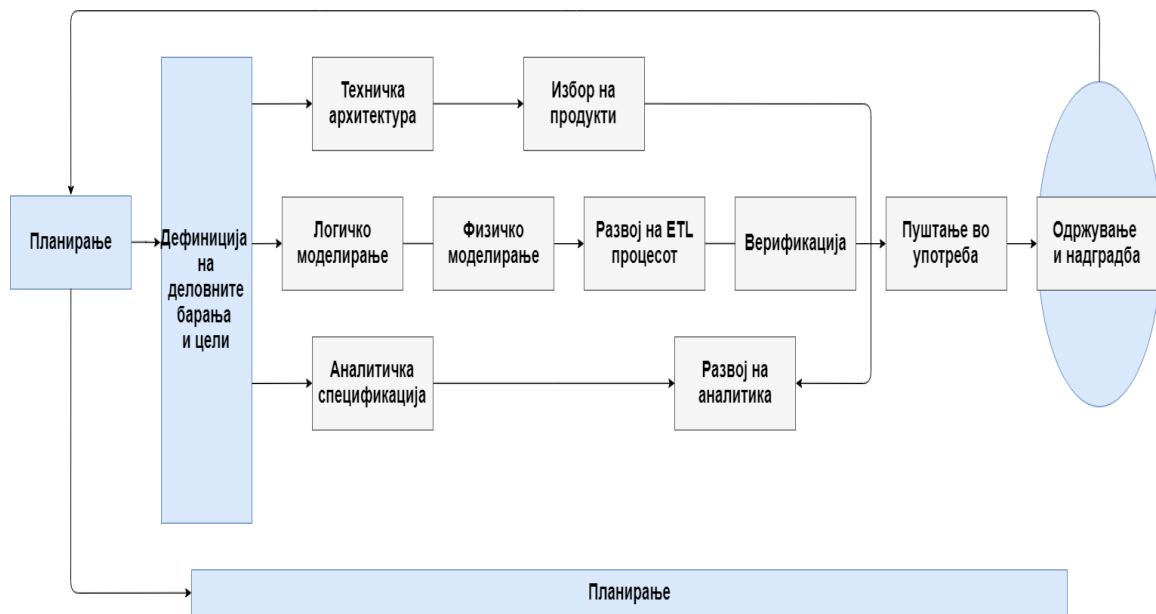 Техничка
архитектура
Избор на
продукти
Планирање
Дефиниција
на
деловните
барања
и цели
Логичко
моделирање
Физичко
моделирање
Развој на ETL
процесот
Верификација
Пуштање во
употреба
Одржување
и надградба
Аналитичка
спецификација
Развој на
аналитика
Планирање